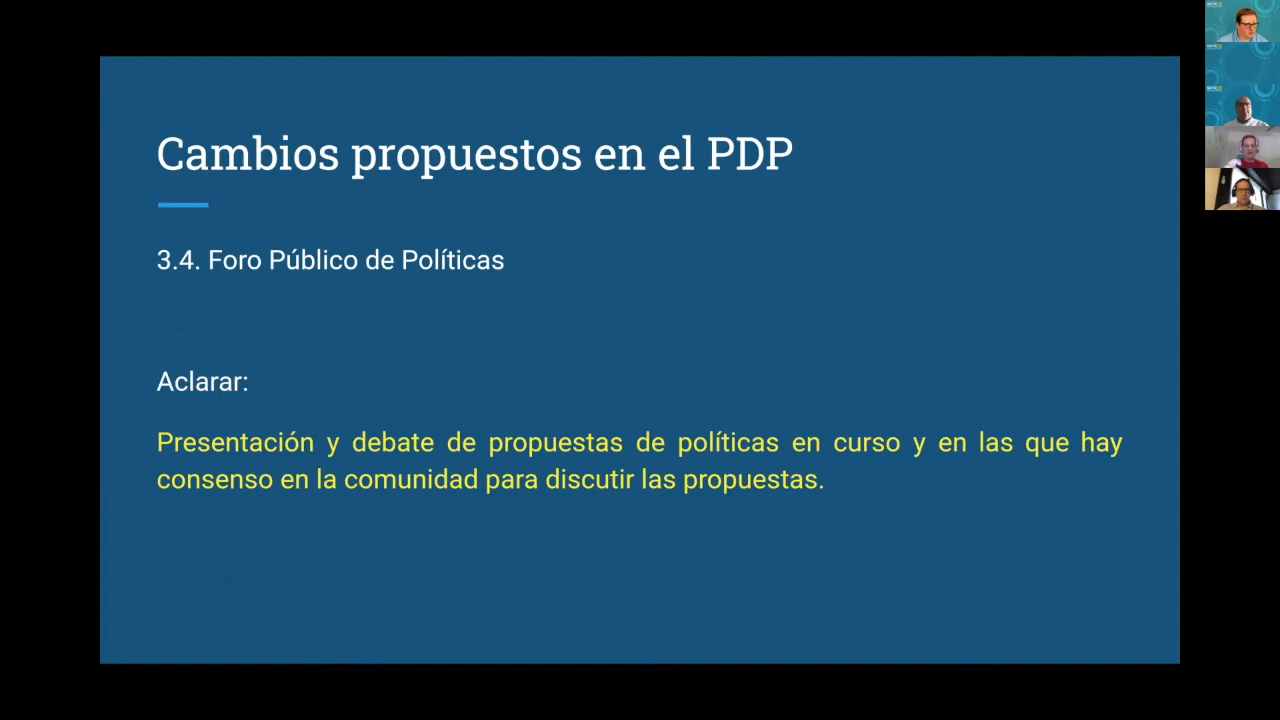 Cambios propuestos en el PDP
3.4. Foro Público de Políticas
Aclarar:
Presentación y debate de propuestas de políticas en curso y en las que hay
consenso en la comunidad para discutir las propuestas.